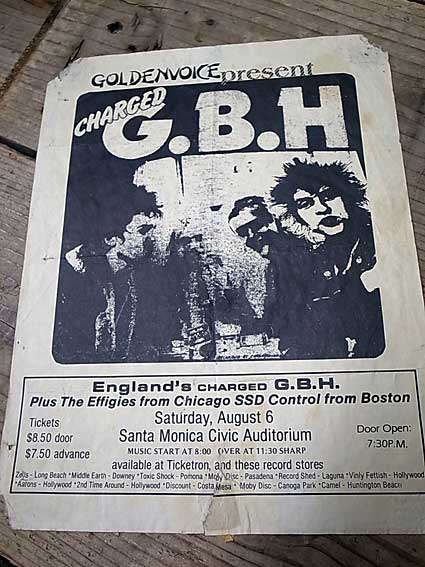 GOLDENVOICE present
CHARGED
G.B.H
England's CHARGED G.B.H.
Plus The Effigies from Chicago SSD Control from Boston
Tickets
$8.50 door
$7.50 advance
Saturday, August 6
Santa Monica Civic Auditorium
MUSIC START AT 8:00 OVER AT 11:30 SHARP
Door Open:
7:30P.M.
available at Ticketron, and these record stores
Zeds - Long Beach *Middle Earth - Downey *Toxic Shock - Pomona *Moby Disc - Pasadena *Record Shed - Laguna *Vinly Fettish - Hollywood
*Aarons - Hollywood *2nd Time Around - Hollywood *Discount - Costa Mesa * Moby Disc - Canoga Park *Camel - Huntington Beach